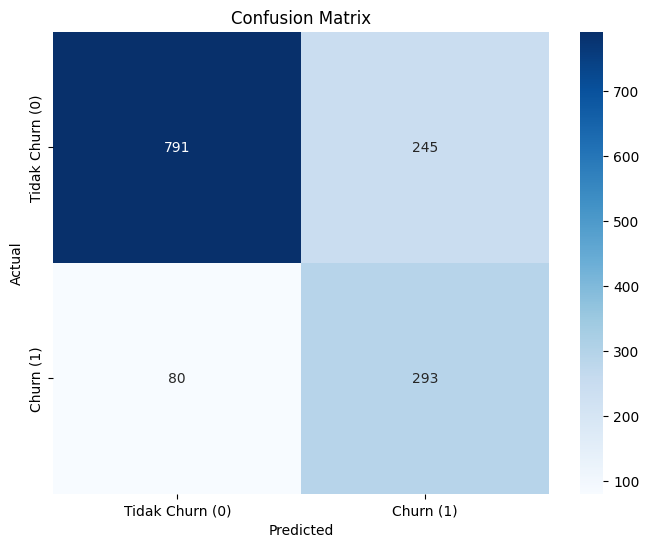 Confusion Matrix
Tidak Churn (0)
Churn (1)
Actual
791
245
80
293
Tidak Churn (0)
Churn (1)
Predicted
700
600
500
400
300
200
100